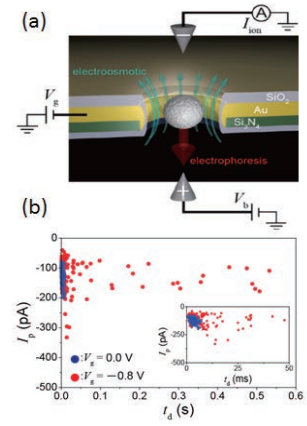 (a)
I_ion
A
electroosmotic
V_g
SiO₂
Au
Si₃N₄
electrophoresis
V_b
(b)
I_p (pA)
0
-100
-200
-300
-400
-500
:V_g= 0.0 V
:V_g= −0.8 V
I_p (pA)
0
-250
-500
0 25 50
t_d (ms)
0.0 0.1 0.2 0.3 0.4 0.5 0.6
t_d (s)